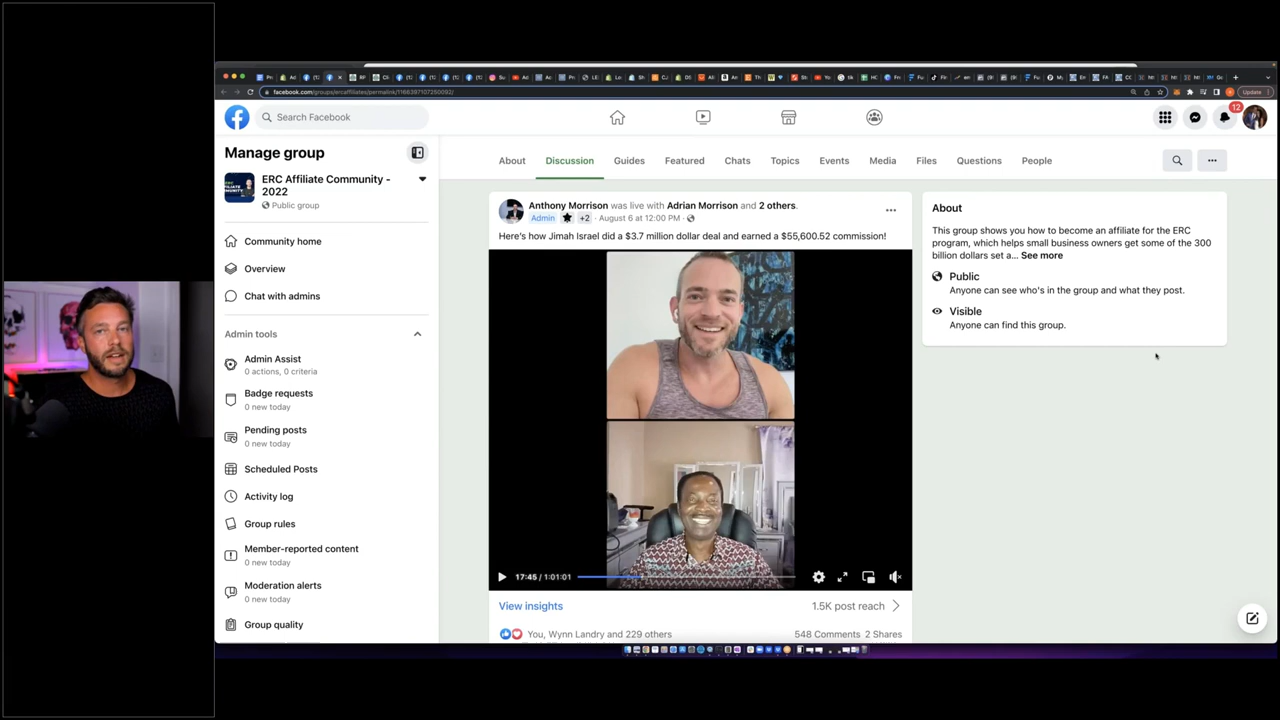 facebook.com/groups/ercaffiliates/permalink/1166397107250092/
Update
Search Facebook
12
Manage group
ERC Affiliate Community -
2022
Public group
Community home
Overview
Chat with admins
Admin tools
Admin Assist
0 actions, 0 criteria
Badge requests
0 new today
Pending posts
0 new today
Scheduled Posts
Activity log
Group rules
Member-reported content
0 new today
Moderation alerts
0 new today
Group quality
About
Discussion
Guides
Featured
Chats
Topics
Events
Media
Files
Questions
People
Anthony Morrison was live with Adrian Morrison and 2 others.
Admin +2 · August 6 at 12:00 PM ·
Here's how Jimah Israel did a $3.7 million dollar deal and earned a $55,600.52 commission!
17:45 / 1:01:01
View insights
1.5K post reach
You, Wynn Landry and 229 others
548 Comments 2 Shares
About
This group shows you how to become an affiliate for the ERC
program, which helps small business owners get some of the 300
billion dollars set a... See more
Public
Anyone can see who's in the group and what they post.
Visible
Anyone can find this group.